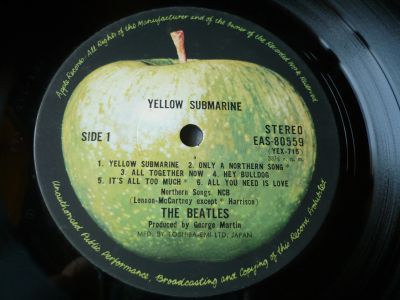 Apple Records. All Rights of the Manufacturer and of the Owner of the Recorded Work Reserved.
YELLOW SUBMARINE
SIDE 1
STEREO
EAS-80559
(YEX-715)
33⅓ r.p.m.
1. YELLOW SUBMARINE 2. ONLY A NORTHERN SONG *
3. ALL TOGETHER NOW 4. HEY BULLDOG
5. IT'S ALL TOO MUCH * 6. ALL YOU NEED IS LOVE
Northern Songs, NCB
(Lennon-McCartney except * Harrison)
THE BEATLES
Produced by George Martin
MFD. BY TOSHIBA-EMI LTD. JAPAN
Unauthorized Public Performance, Broadcasting and Copying of this Record Prohibited